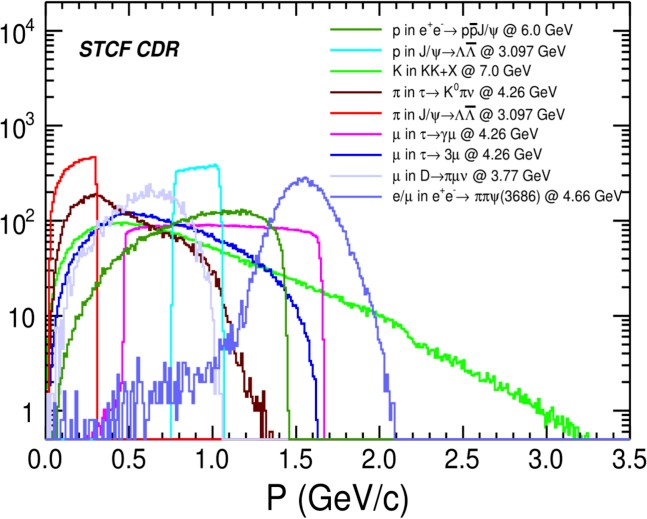 10⁴
STCF CDR
p in e⁺e⁻→ pp̅J/ψ @ 6.0 GeV
p in J/ψ→ΛΛ̅ @ 3.097 GeV
K in KK+X @ 7.0 GeV
π in τ→ K⁰πν @ 4.26 GeV
π in J/ψ→ΛΛ̅ @ 3.097 GeV
μ in τ→γμ @ 4.26 GeV
μ in τ→ 3μ @ 4.26 GeV
μ in D→πμν @ 3.77 GeV
e/μ in e⁺e⁻→ ππψ(3686) @ 4.66 GeV
10³
10²
10
1
0.0 0.5 1.0 1.5 2.0 2.5 3.0 3.5
P (GeV/c)